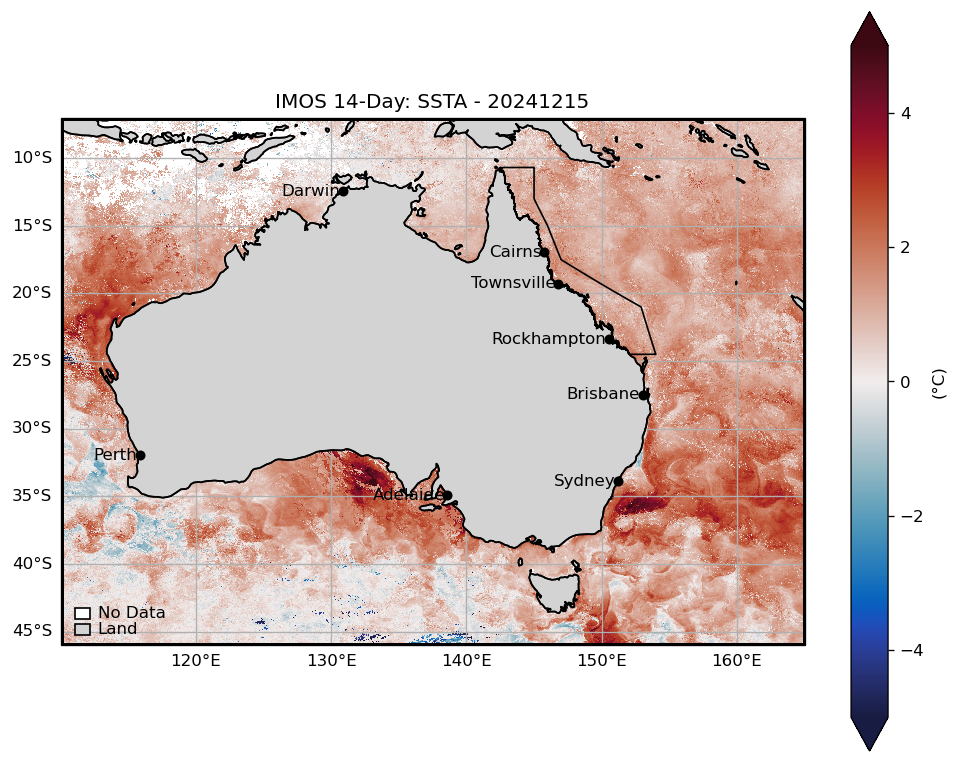 IMOS 14-Day: SSTA - 20241215
10°S
15°S
20°S
25°S
30°S
35°S
40°S
45°S
Darwin
Cairns
Townsville
Rockhampton
Brisbane
Perth
Sydney
Adelaide
No Data
Land
120°E
130°E
140°E
150°E
160°E
4
2
0
−2
−4
(°C)